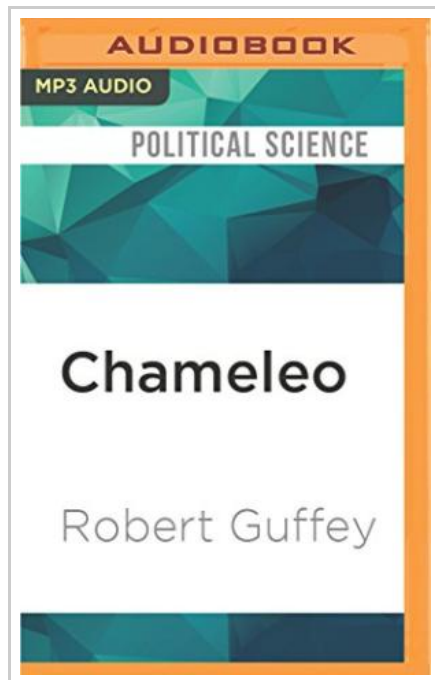 AUDIOBOOK
MP3 AUDIO
POLITICAL SCIENCE
Chameleo
Robert Guffey